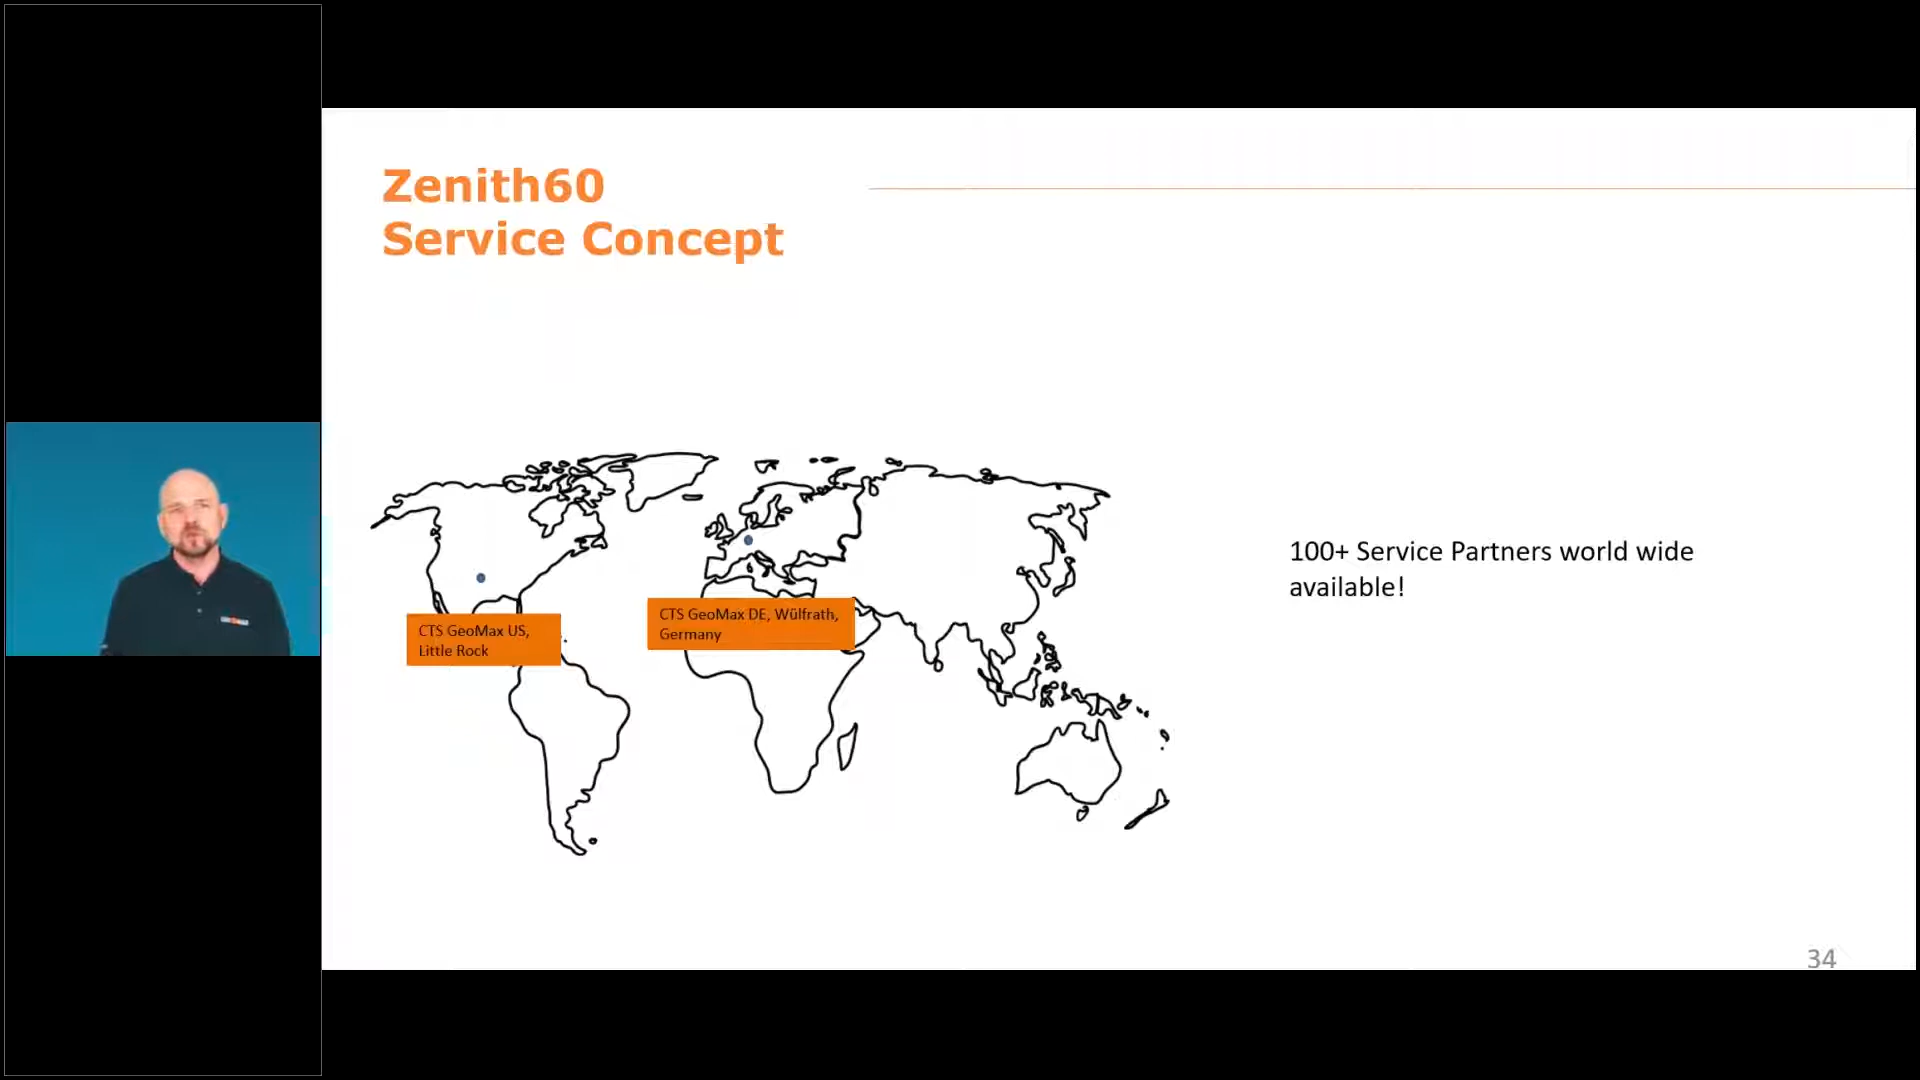 Zenith60
Service Concept
100+ Service Partners world wide
available!
CTS GeoMax DE, Wülfrath,
Germany
CTS GeoMax US,
Little Rock
34